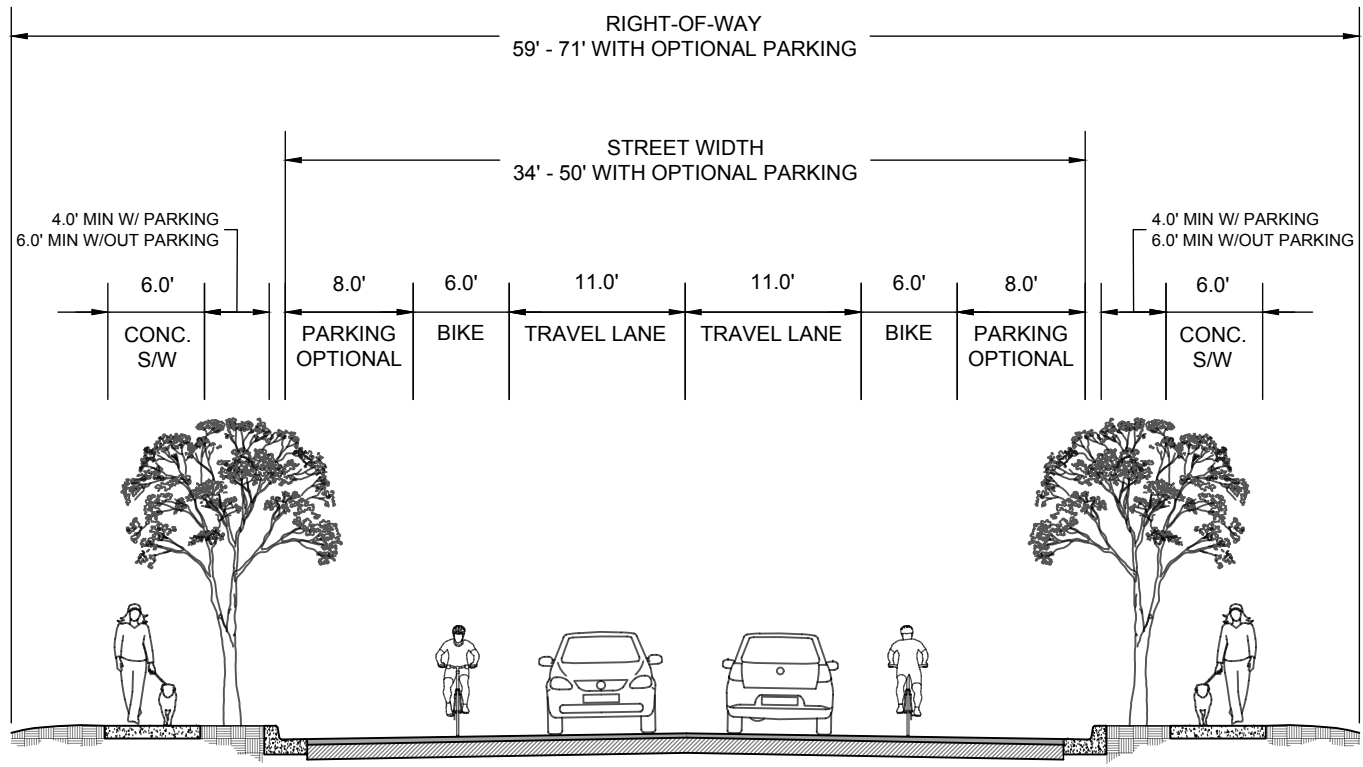 RIGHT-OF-WAY
59' - 71' WITH OPTIONAL PARKING
STREET WIDTH
34' - 50' WITH OPTIONAL PARKING
4.0' MIN W/ PARKING
6.0' MIN W/OUT PARKING
4.0' MIN W/ PARKING
6.0' MIN W/OUT PARKING
6.0' 8.0' 6.0' 11.0' 11.0' 6.0' 8.0' 6.0'
CONC. S/W
PARKING OPTIONAL
BIKE
TRAVEL LANE
TRAVEL LANE
BIKE
PARKING OPTIONAL
CONC. S/W